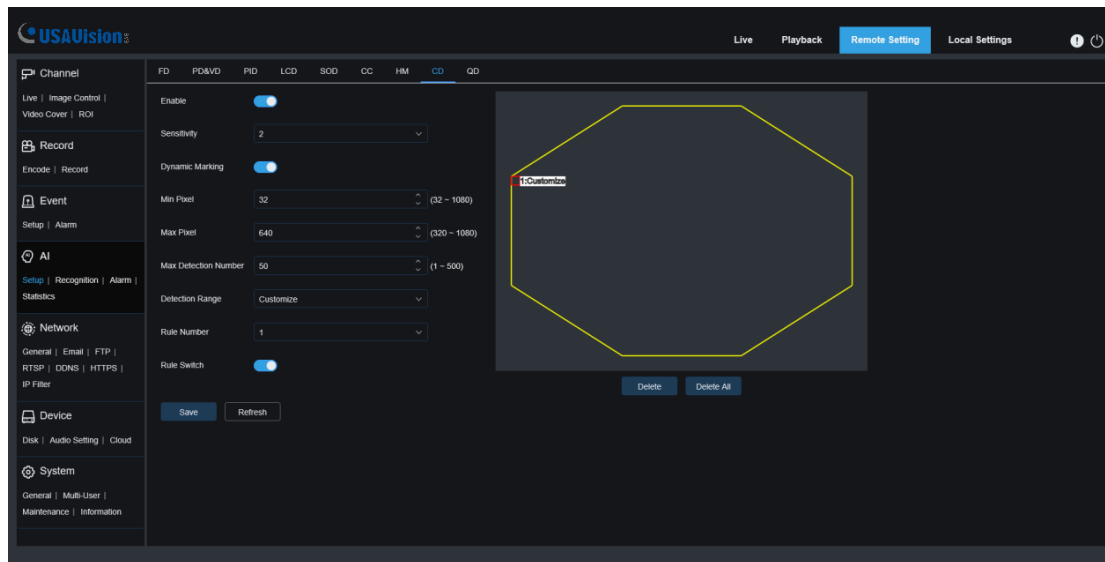 USAVision
Live Playback Remote Setting Local Settings
Channel
Live | Image Control |
Video Cover | ROI
Record
Encode | Record
Event
Setup | Alarm
AI
Setup | Recognition | Alarm |
Statistics
Network
General | Email | FTP |
RTSP | DDNS | HTTPS |
IP Filter
Device
Disk | Audio Setting | Cloud
System
General | Multi-User |
Maintenance | Information
FD PD&VD PID LCD SOD CC HM CD QD
Enable
Sensitivity 2
Dynamic Marking
Min Pixel 32 (32 ~ 1080)
Max Pixel 640 (320 ~ 1080)
Max Detection Number 50 (1 ~ 500)
Detection Range Customize
Rule Number 1
Rule Switch
Save Refresh
1:Customize
Delete Delete All